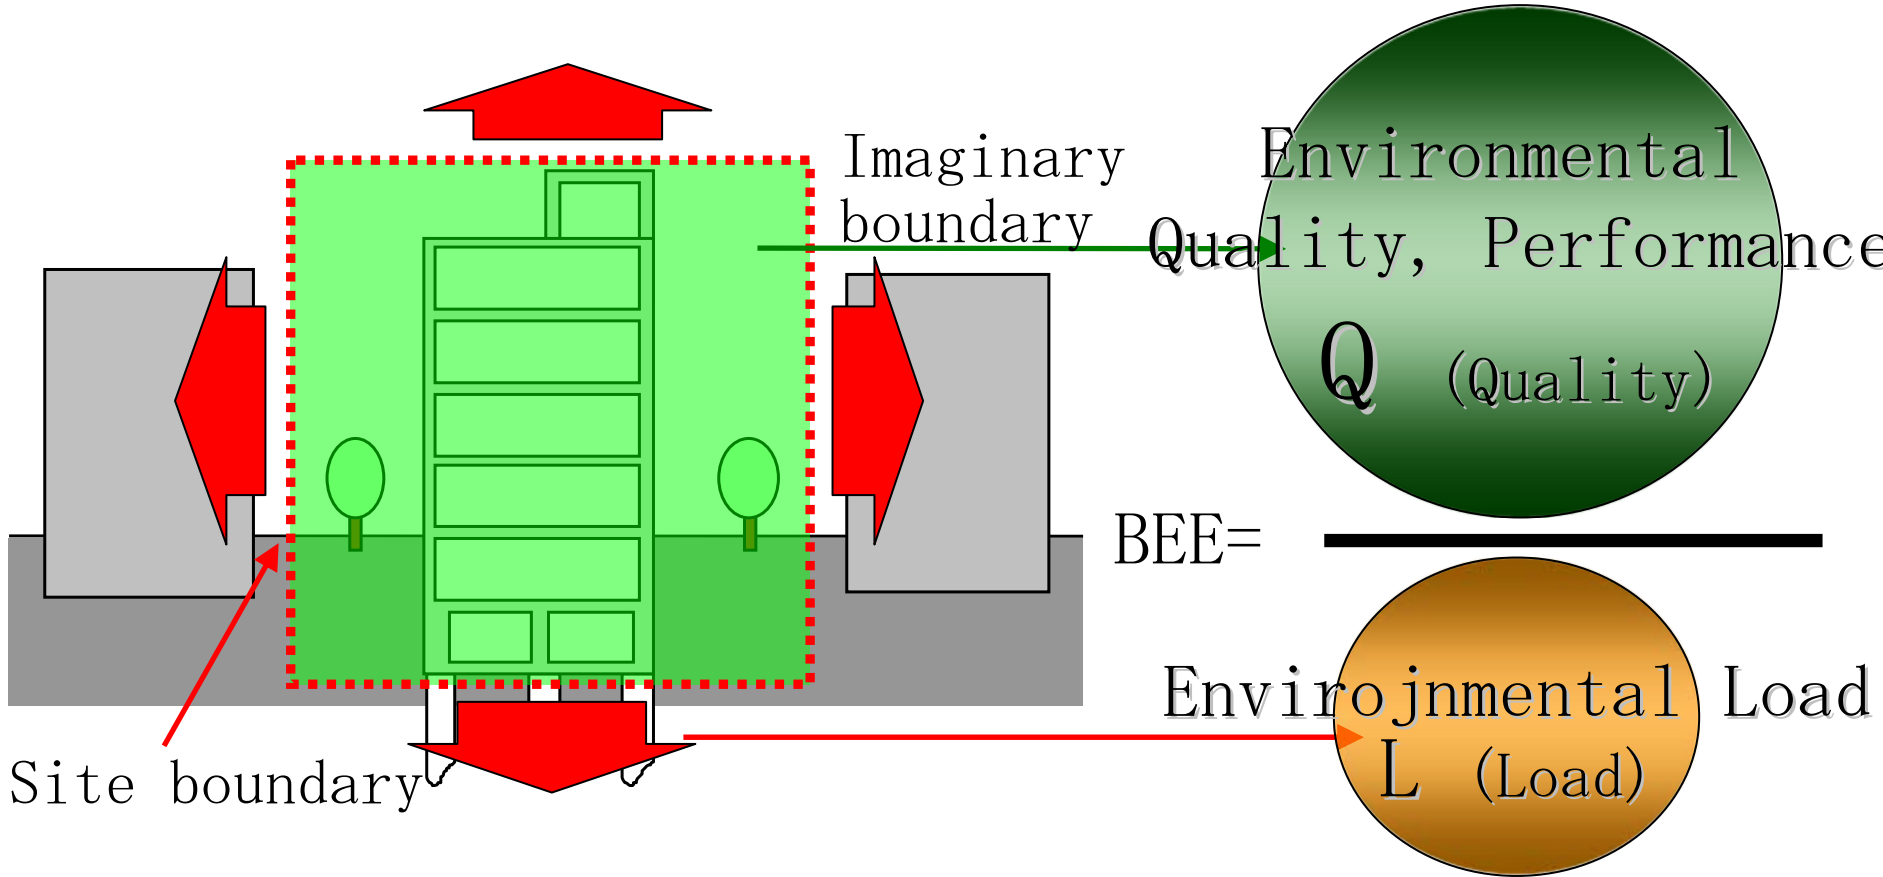 Imaginary
boundary
Environmental
Quality, Performance
Q (Quality)
BEE=
Envirojnmental Load
L (Load)
Site boundary